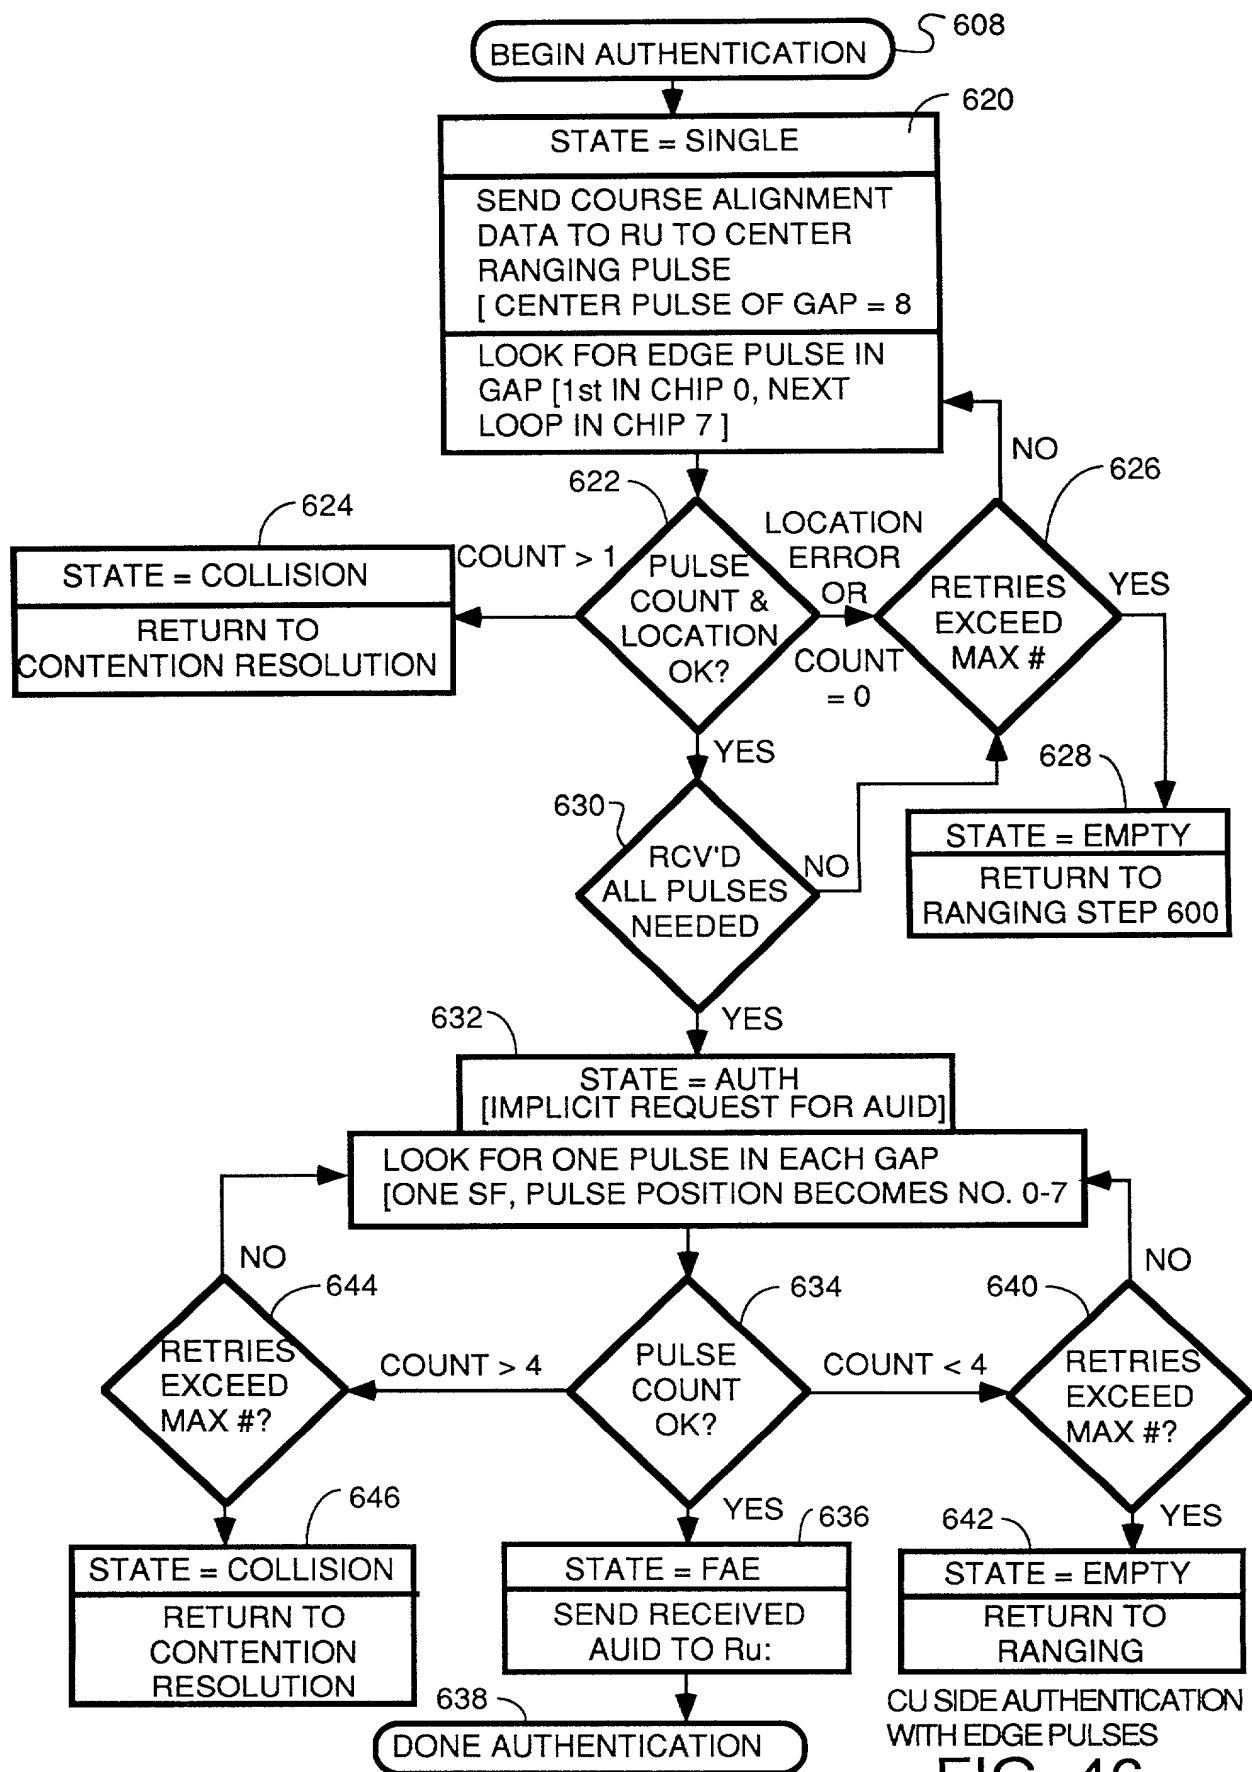 608
BEGIN AUTHENTICATION
620
STATE = SINGLE
SEND COURSE ALIGNMENT
DATA TO RU TO CENTER
RANGING PULSE
[ CENTER PULSE OF GAP = 8
LOOK FOR EDGE PULSE IN
GAP [1st IN CHIP 0, NEXT
LOOP IN CHIP 7 ]
NO
626
622
624
COUNT > 1
STATE = COLLISION
RETURN TO
CONTENTION RESOLUTION
PULSE
COUNT &
LOCATION
OK?
LOCATION
ERROR
OR
COUNT
= 0
RETRIES
EXCEED
MAX #
YES
YES
628
STATE = EMPTY
RETURN TO
RANGING STEP 600
630
RCV'D
ALL PULSES
NEEDED
NO
YES
632
STATE = AUTH
[IMPLICIT REQUEST FOR AUID]
LOOK FOR ONE PULSE IN EACH GAP
[ONE SF, PULSE POSITION BECOMES NO. 0-7
NO
644
634
640
NO
RETRIES
EXCEED
MAX #?
COUNT > 4
PULSE
COUNT
OK?
COUNT < 4
RETRIES
EXCEED
MAX #?
646
YES
636
642
YES
STATE = COLLISION
RETURN TO
CONTENTION
RESOLUTION
STATE = FAE
SEND RECEIVED
AUID TO Ru:
STATE = EMPTY
RETURN TO
RANGING
638
DONE AUTHENTICATION
CU SIDE AUTHENTICATION
WITH EDGE PULSES
FIG. 46